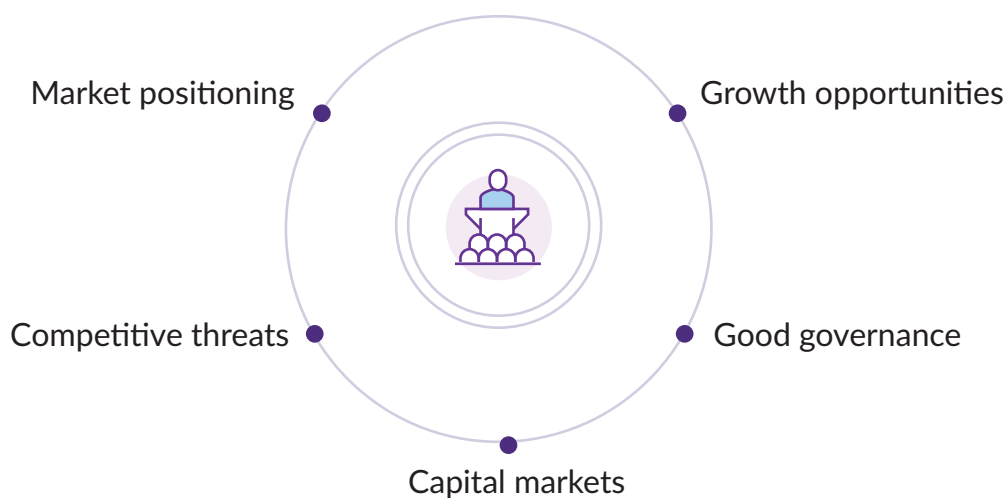 Market positioning
Growth opportunities
Competitive threats
Good governance
Capital markets